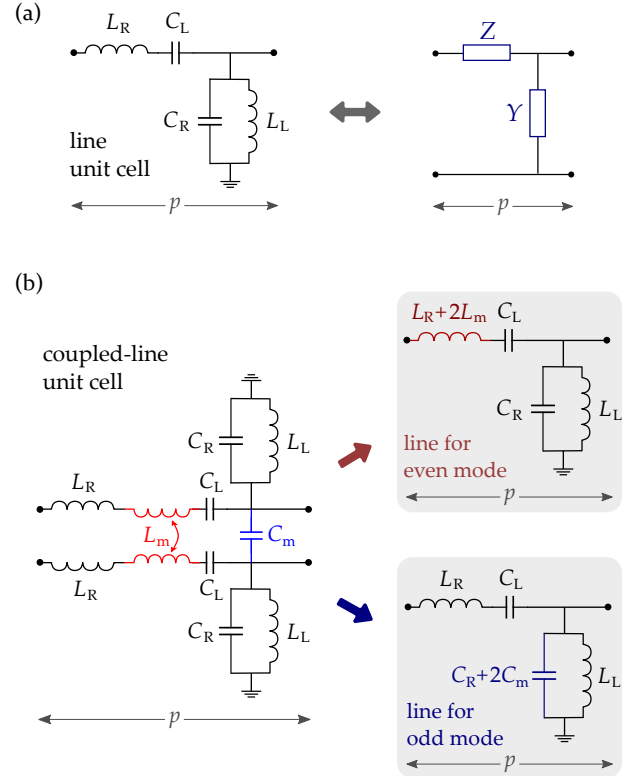 (a)
L_R C_L
C_R L_L
line
unit cell
p
Z
Y
p
(b)
coupled-line
unit cell
C_R L_L
L_R C_L
L_m C_m
L_R C_L
C_R L_L
p
L_R+2L_m C_L
C_R L_L
line for
even mode
p
L_R C_L
C_R+2C_m L_L
line for
odd mode
p